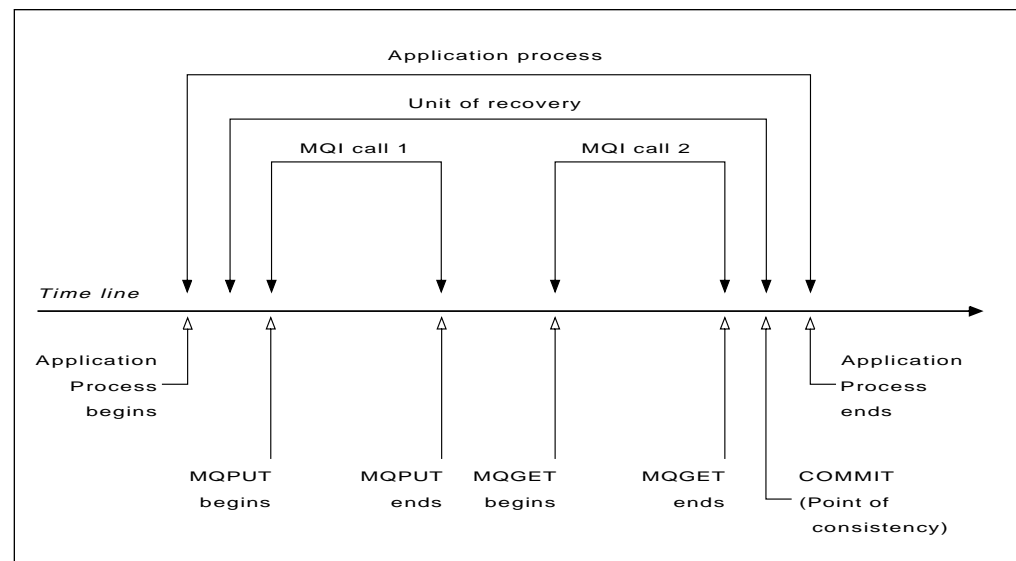 Application process
Unit of recovery
MQI call 1
MQI call 2
Time line
Application
Process
begins
Application
Process
ends
MQPUT
begins
MQPUT
ends
MQGET
begins
MQGET
ends
COMMIT
(Point of
consistency)